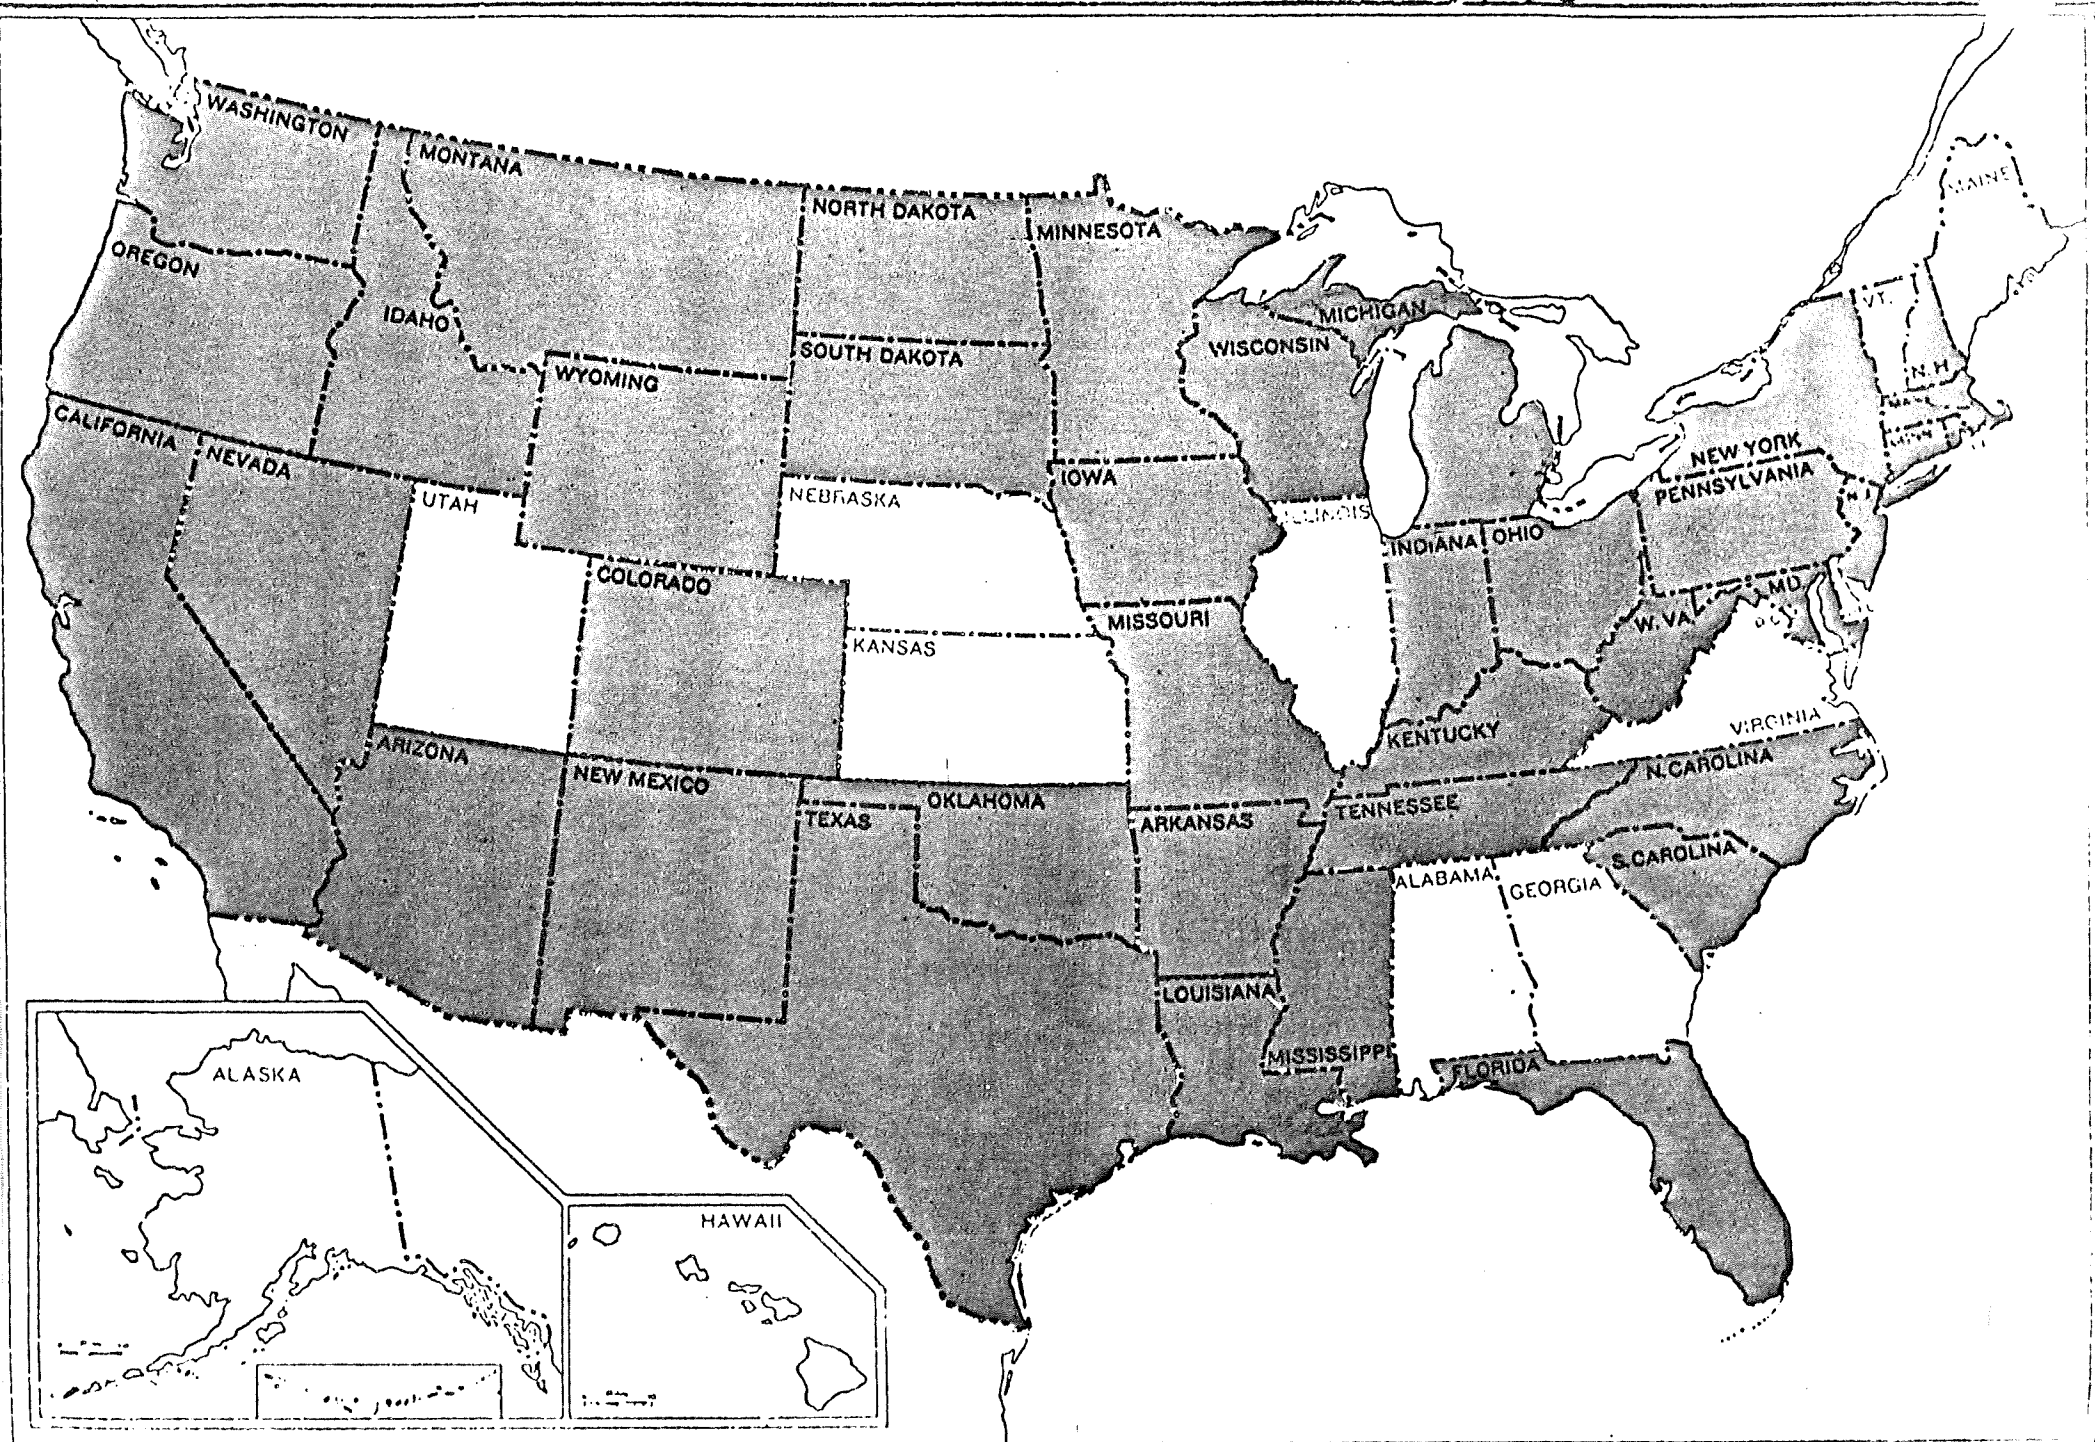 WASHINGTON
MONTANA
NORTH DAKOTA
MINNESOTA
MAINE
OREGON
IDAHO
MICHIGAN
VT.
WISCONSIN
SOUTH DAKOTA
WYOMING
N.H.
CALIFORNIA
NEVADA
UTAH
NEBRASKA
IOWA
ILLINOIS
NEW YORK
PENNSYLVANIA
N.J.
INDIANA
OHIO
COLORADO
MD.
MISSOURI
W. VA.
KANSAS
VIRGINIA
KENTUCKY
ARIZONA
NEW MEXICO
OKLAHOMA
N. CAROLINA
TENNESSEE
TEXAS
ARKANSAS
S. CAROLINA
ALABAMA
GEORGIA
LOUISIANA
MISSISSIPPI
FLORIDA
ALASKA
HAWAII